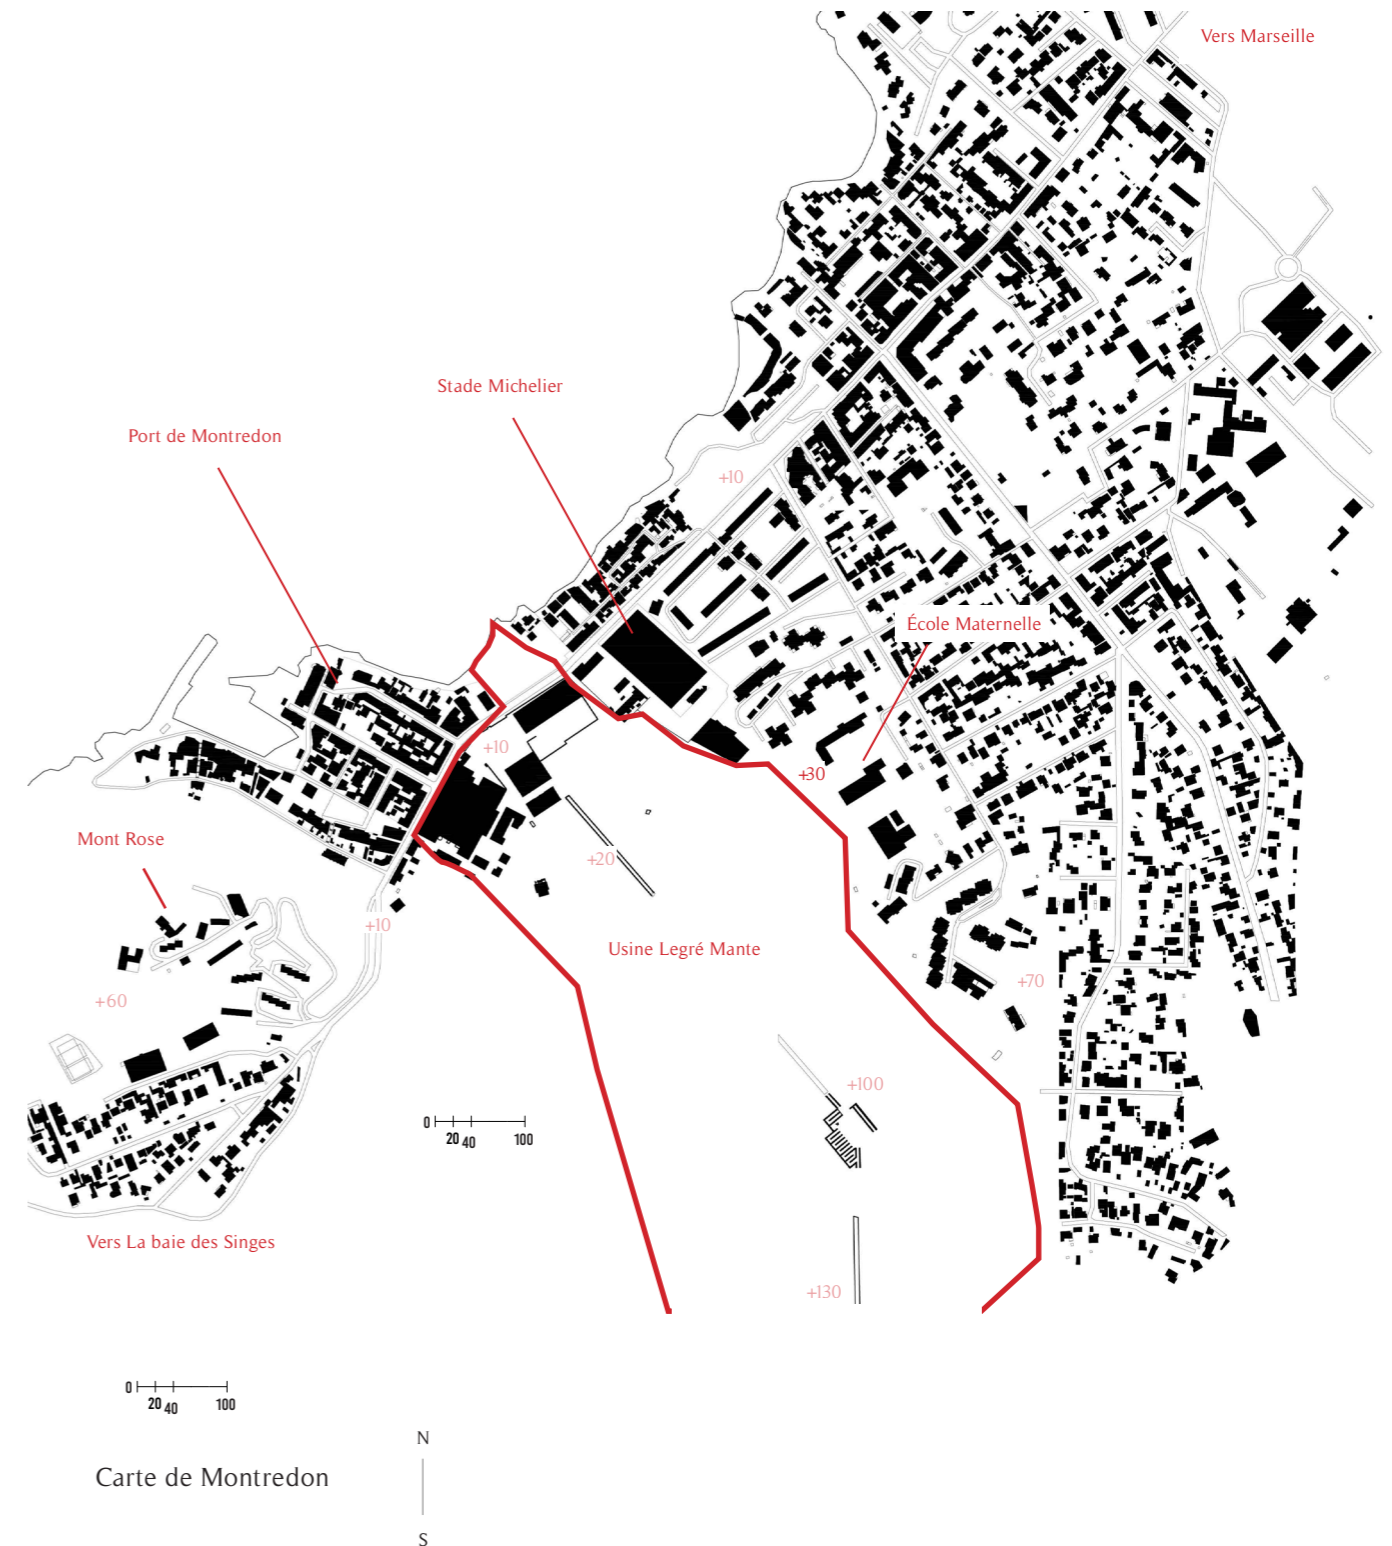 Vers Marseille
Stade Michelier
Port de Montredon
+10
École Maternelle
+10
+30
Mont Rose
+20
+10
Usine Legré Mante
+70
+60
+100
0 20 40 100
Vers La baie des Singes
+130
0 20 40 100
N
Carte de Montredon
S